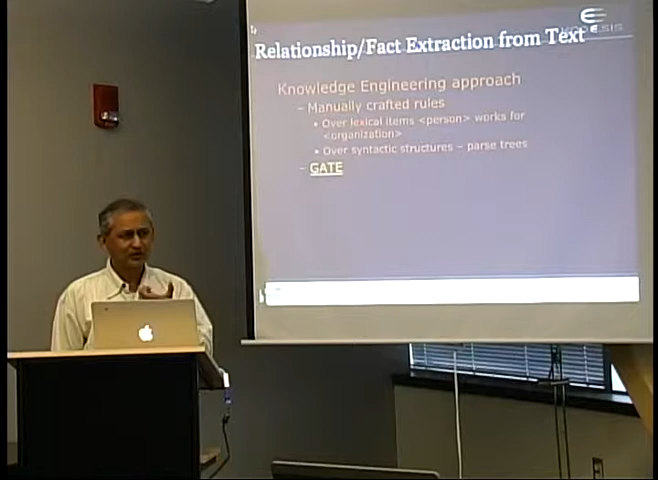 Relationship/Fact Extraction from Text
Knowledge Engineering approach
– Manually crafted rules
• Over lexical items <person> works for
<organization>
• Over syntactic structures – parse trees
– GATE